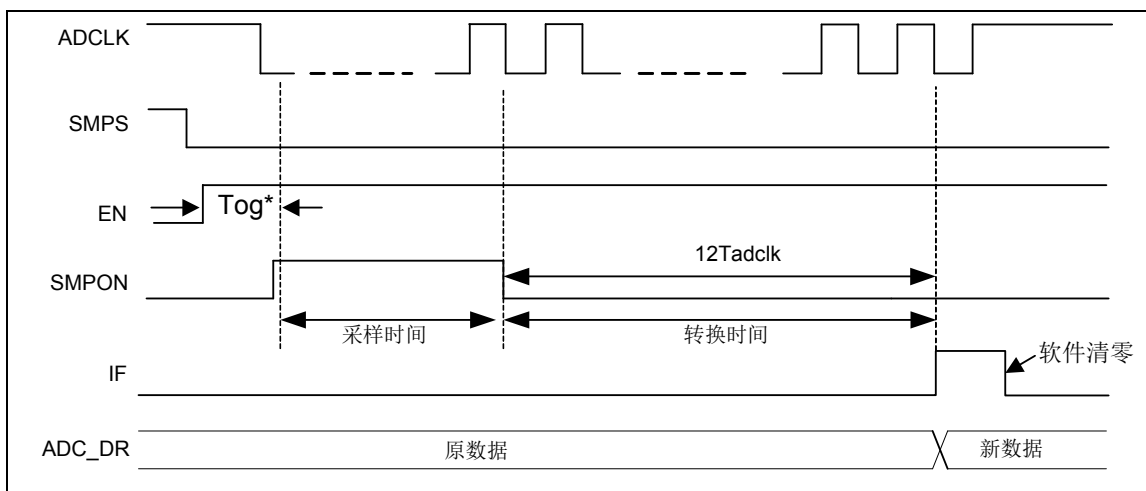 ADCLK
SMPS
EN
Tog*
SMPON
12Tadclk
采样时间
转换时间
IF
软件清零
ADC_DR
原数据
新数据